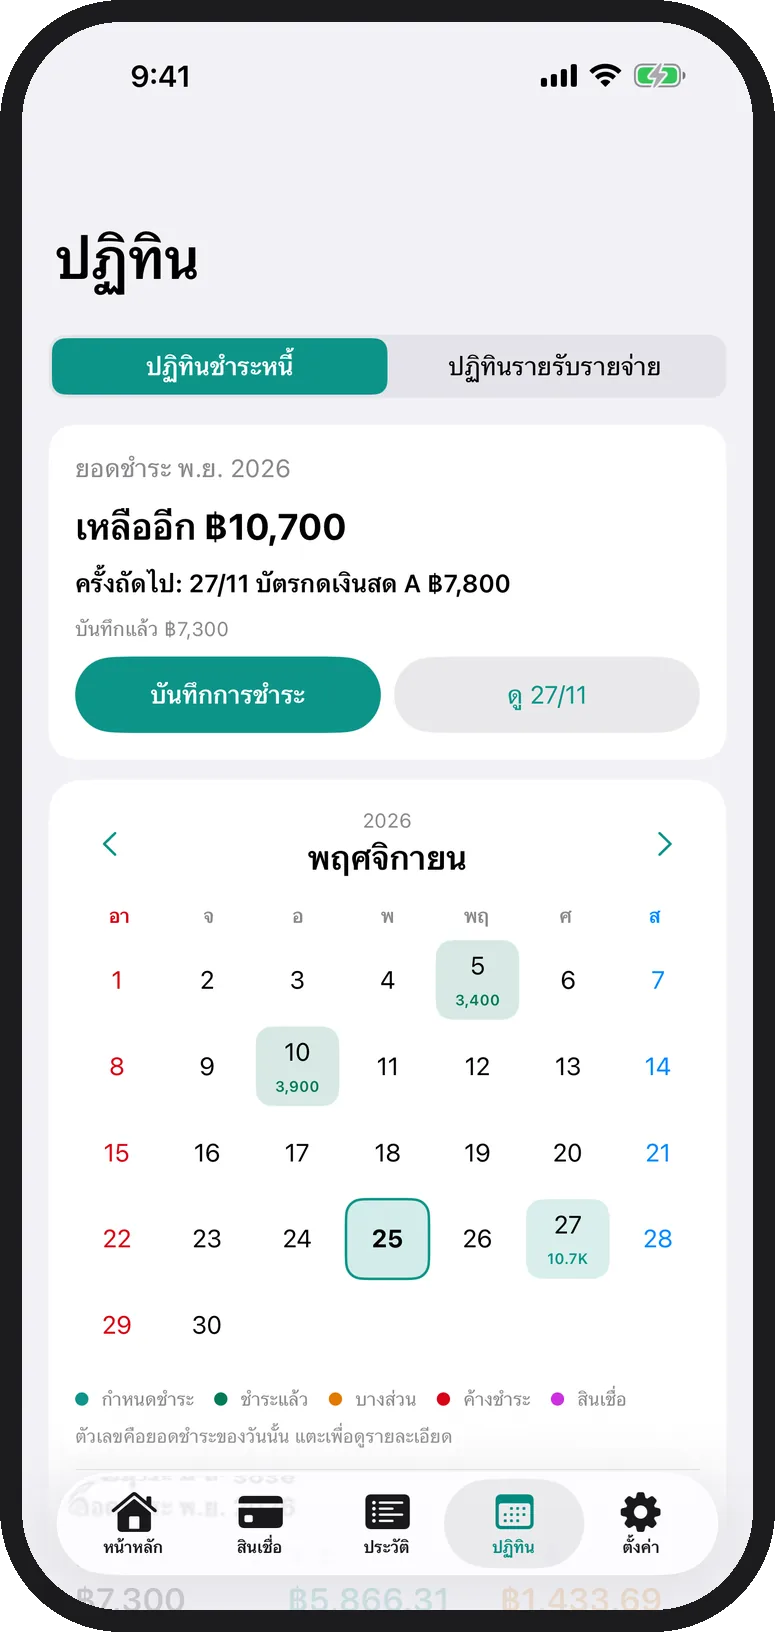 9:41
ปฏิทิน
ปฏิทินชำระหนี้ ปฏิทินรายรับรายจ่าย
ยอดชำระ พ.ย. 2026
เหลืออีก ฿10,700
ครั้งถัดไป: 27/11 บัตรกดเงินสด A ฿7,800
บันทึกแล้ว ฿7,300
บันทึกการชำระ ดู 27/11
2026
พฤศจิกายน
อา จ อ พ พฤ ศ ส
1 2 3 4 5 6 7
3,400
8 9 10 11 12 13 14
3,900
15 16 17 18 19 20 21
22 23 24 25 26 27 28
10.7K
29 30
กำหนดชำระ ชำระแล้ว บางส่วน ค้างชำระ สินเชื่อ
ตัวเลขคือยอดชำระของวันนั้น แตะเพื่อดูรายละเอียด
หน้าหลัก สินเชื่อ ประวัติ ปฏิทิน ตั้งค่า
฿7,300 ฿5,866.31 ฿1,433.69